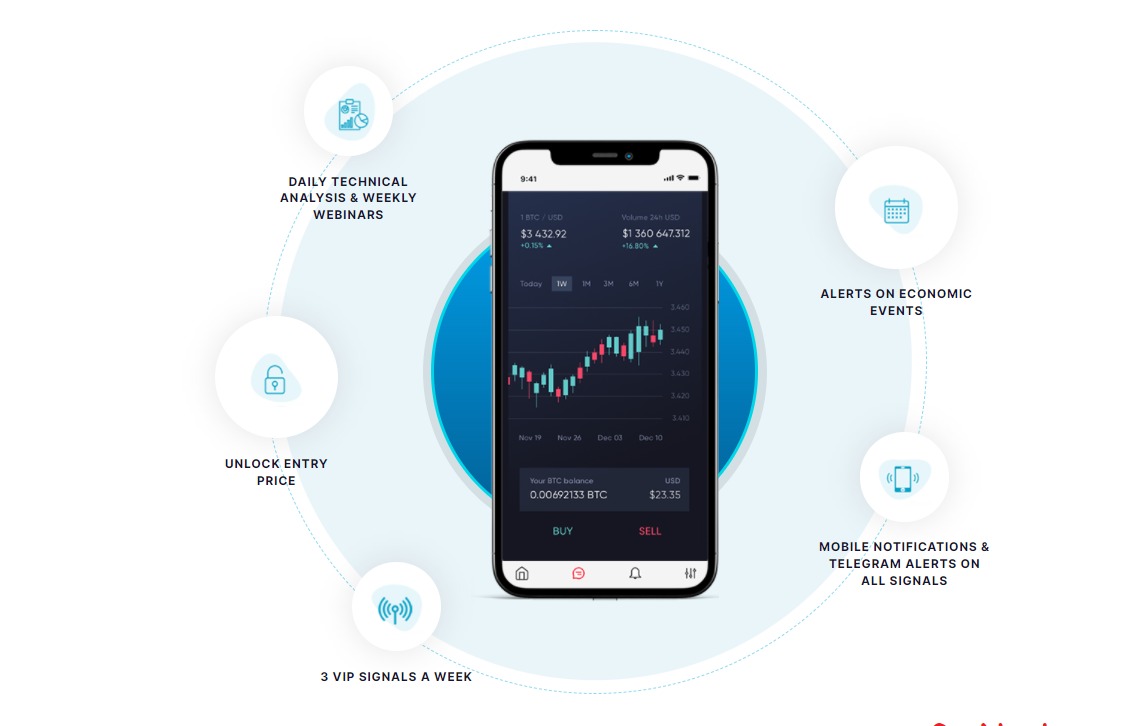 DAILY TECHNICAL
ANALYSIS & WEEKLY
WEBINARS
UNLOCK ENTRY
PRICE
3 VIP SIGNALS A WEEK
9:41
1 BTC / USD
Volume 24h USD
$3 432.92
$1 360 647.312
+0.15%
+16.80%
Today 1W 1M 3M 6M 1Y
3.460
3.450
3.440
3.430
3.420
3.410
Nov 19 Nov 26 Dec 03 Dec 10
Your BTC balance USD
0.00692133 BTC $23.35
BUY SELL
ALERTS ON ECONOMIC
EVENTS
MOBILE NOTIFICATIONS &
TELEGRAM ALERTS ON
ALL SIGNALS